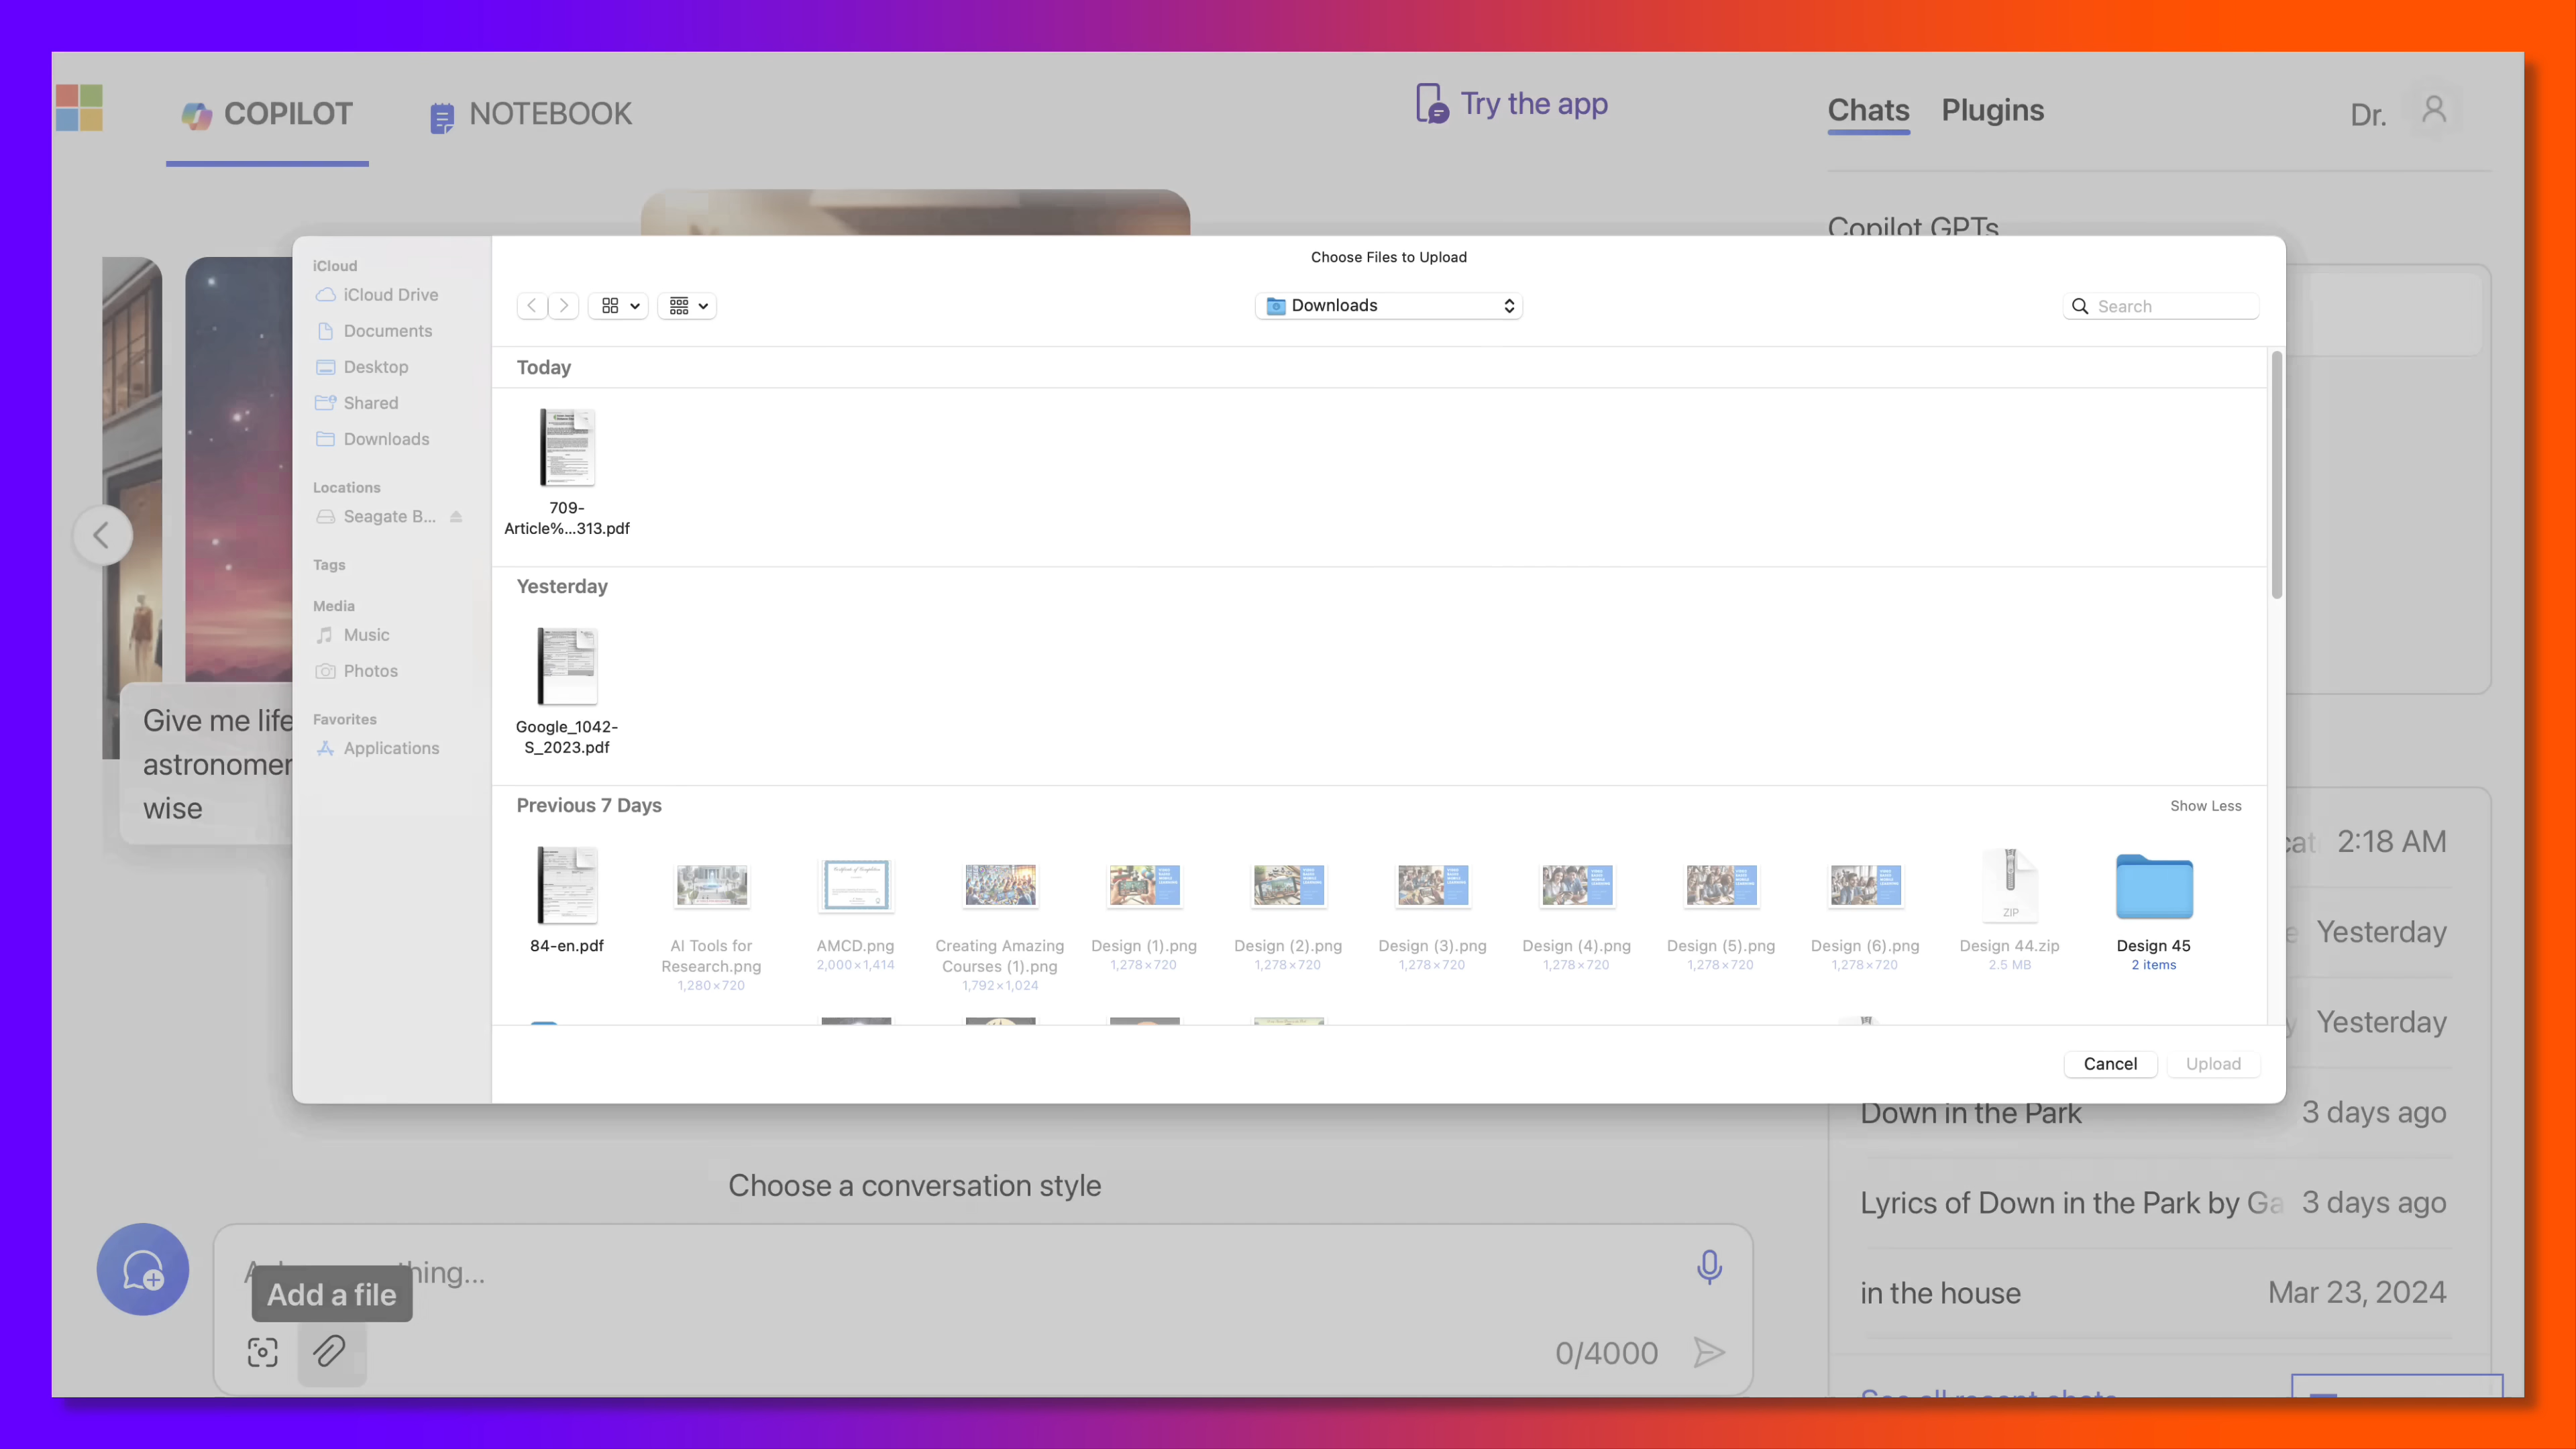 COPILOT
NOTEBOOK
Try the app
Chats
Plugins
Dr.
Copilot GPTs
Choose Files to Upload
iCloud
iCloud Drive
Documents
Desktop
Shared
Downloads
Locations
Seagate B...
Tags
Media
Music
Photos
Favorites
Applications
Downloads
Search
Today
709-
Article%...313.pdf
Yesterday
Google_1042-
S_2023.pdf
Previous 7 Days
Show Less
84-en.pdf
AI Tools for
Research.png
1,280×720
AMCD.png
2,000×1,414
Creating Amazing
Courses (1).png
1,792×1,024
Design (1).png
1,278×720
Design (2).png
1,278×720
Design (3).png
1,278×720
Design (4).png
1,278×720
Design (5).png
1,278×720
Design (6).png
1,278×720
ZIP
Design 44.zip
2.5 MB
Design 45
2 items
Cancel
Upload
Give me life
astronomer
wise
2:18 AM
Yesterday
Yesterday
Down in the Park
3 days ago
Lyrics of Down in the Park by Ga
3 days ago
in the house
Mar 23, 2024
See all recent chats
Choose a conversation style
hing...
Add a file
0/4000